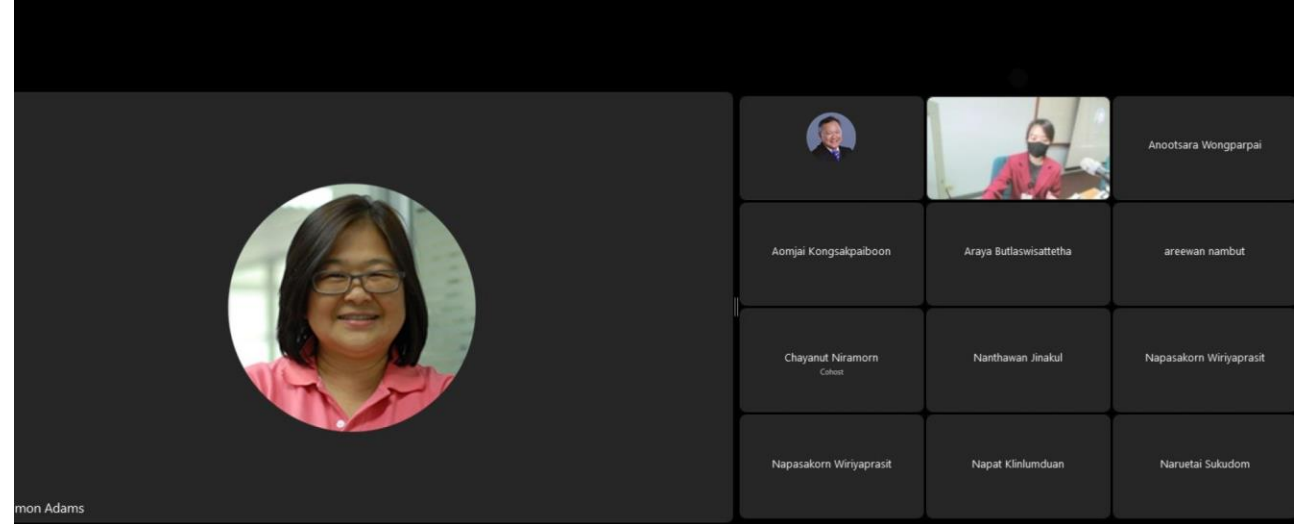 Anootsara Wongparpai
Aomjai Kongsakpaiboon
Araya Butlaswisattetha
areewan nambut
Chayanut Niramorn
Cohost
Nanthawan Jinakul
Napasakorn Wiriyaprasit
Napasakorn Wiriyaprasit
Napat Klinlumduan
Naruetai Sukudom
mon Adams